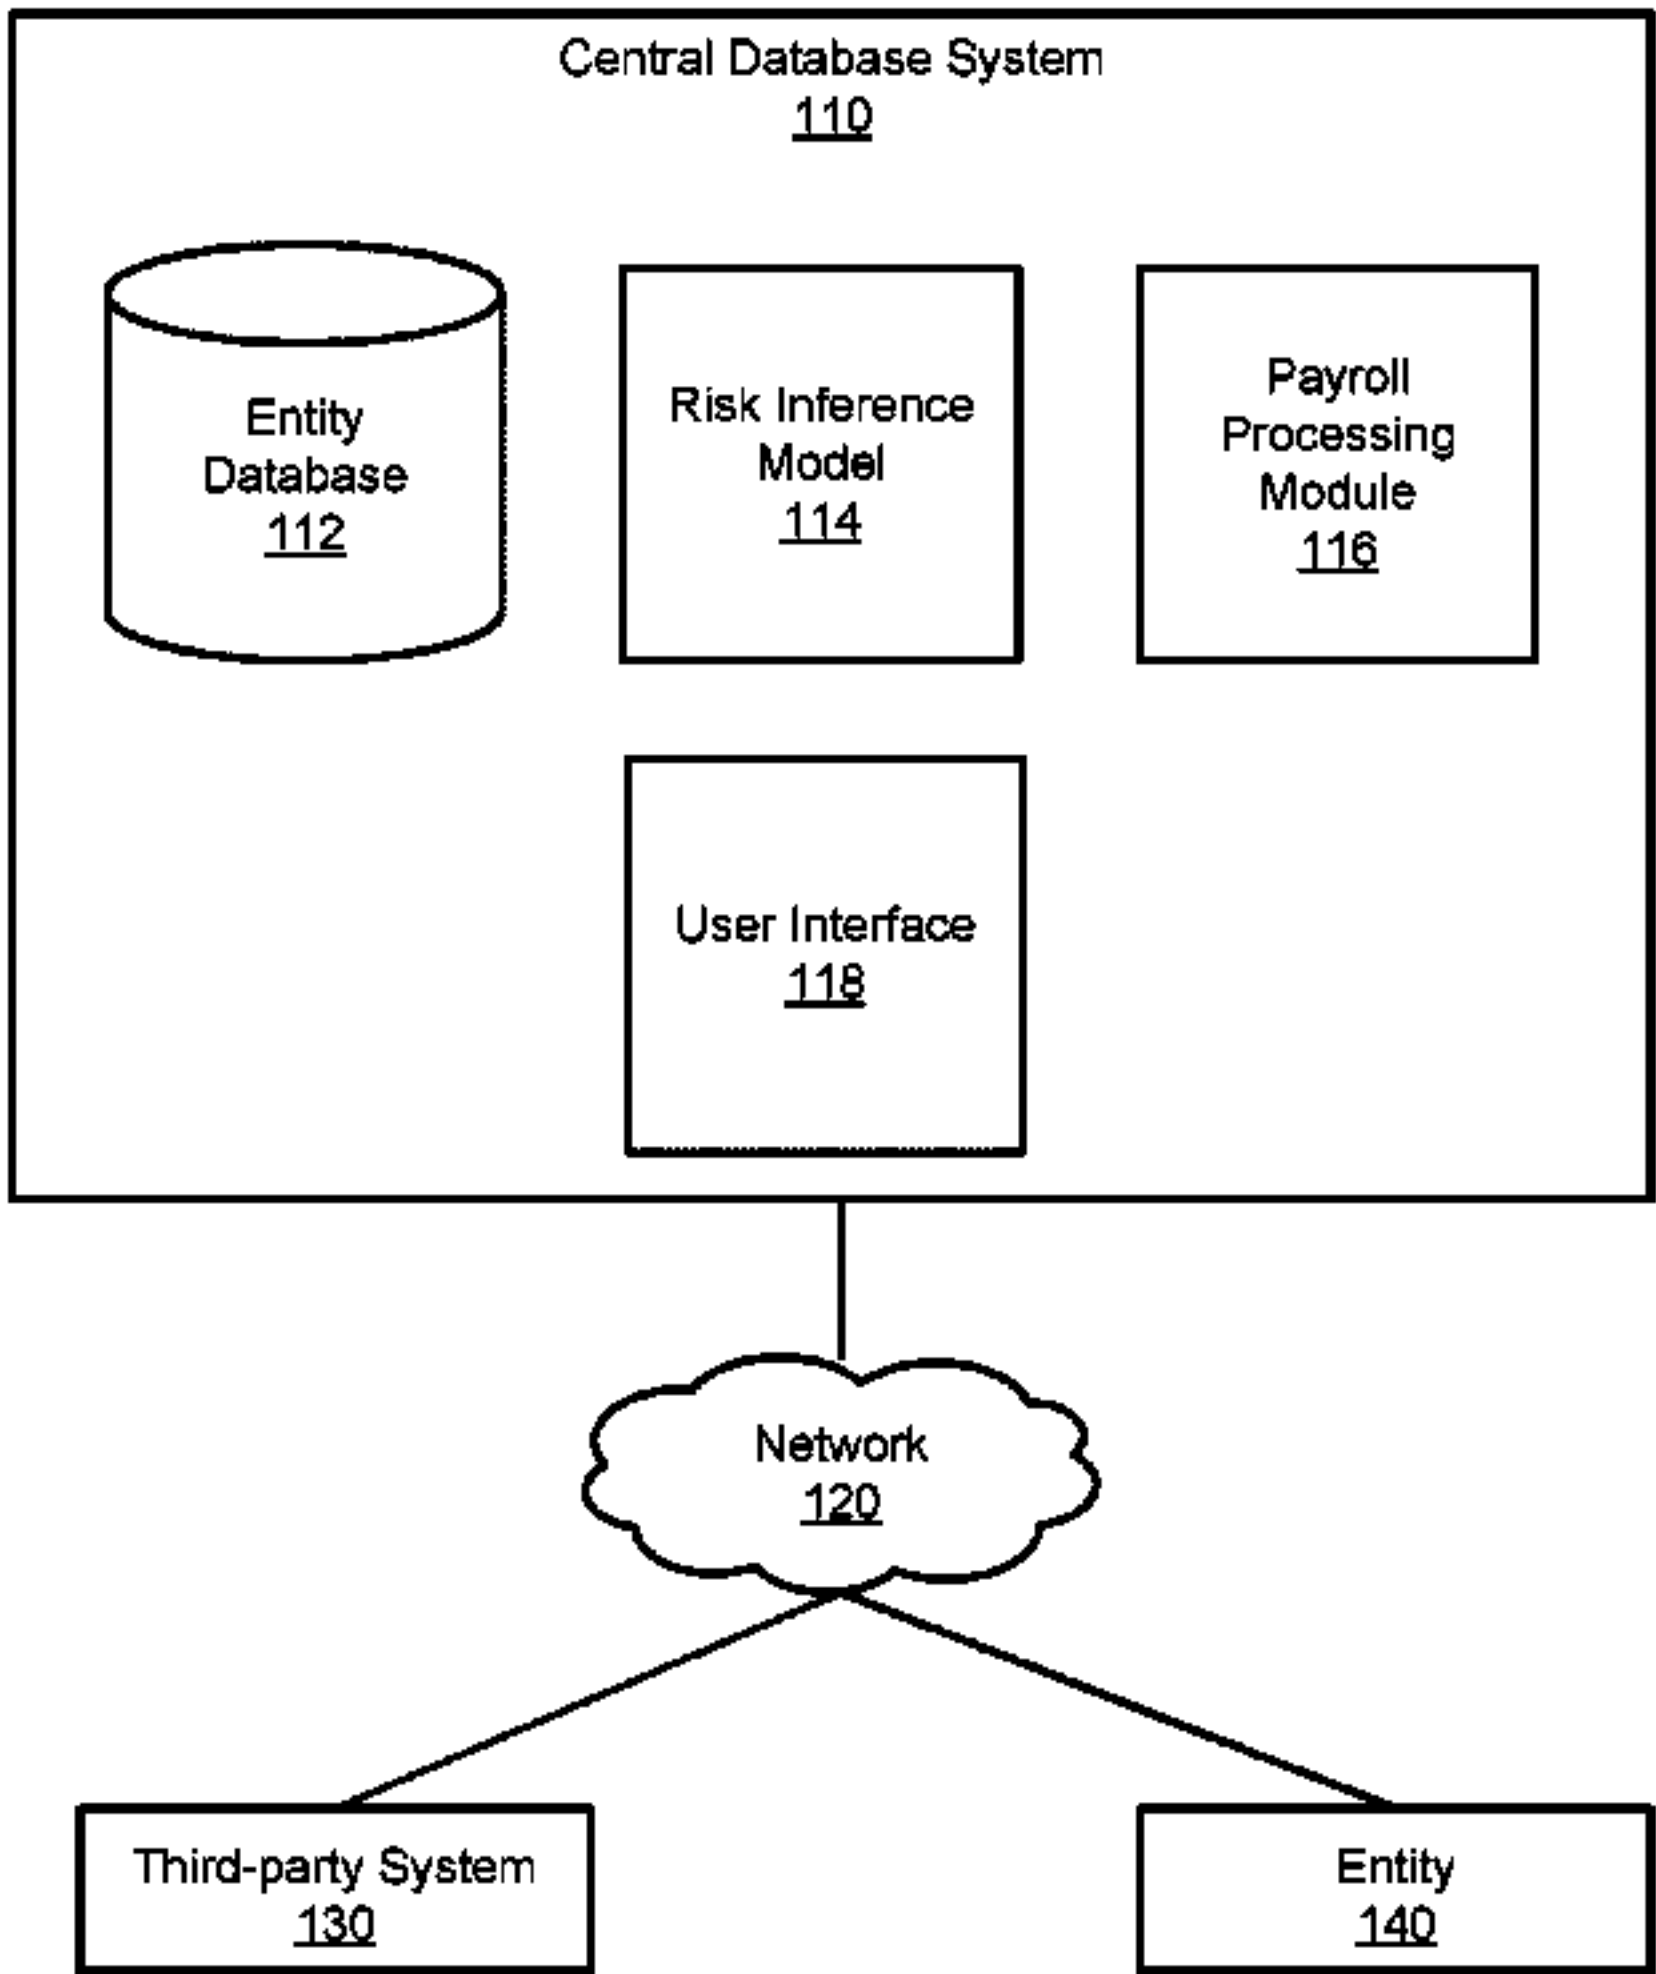 Central Database System
110
Entity
Database
112
Risk Inference
Model
114
Payroll
Processing
Module
116
User Interface
118
Network
120
Third-party System
130
Entity
140